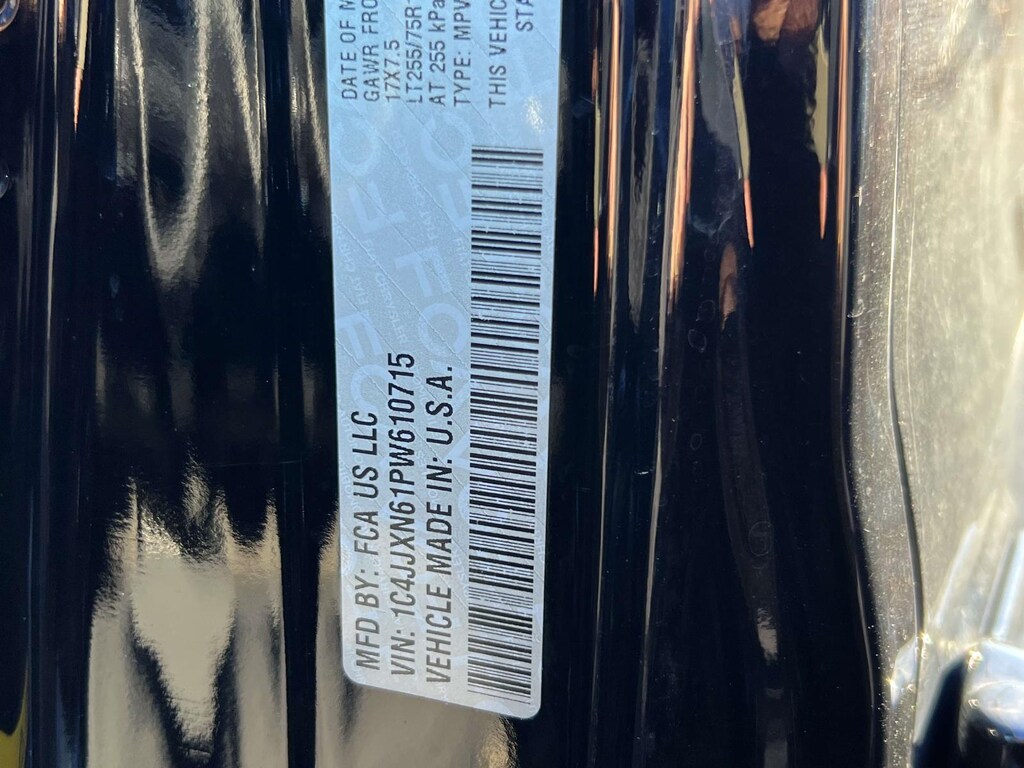 MFD BY: FCA US LLC
VIN: 1C4JJXN61PW610715
VEHICLE MADE IN: U.S.A.
DATE OF M
GAWR FRO
17X7.5
LT255/75R
AT 255 kPa
TYPE: MPV
THIS VEHIC
STA